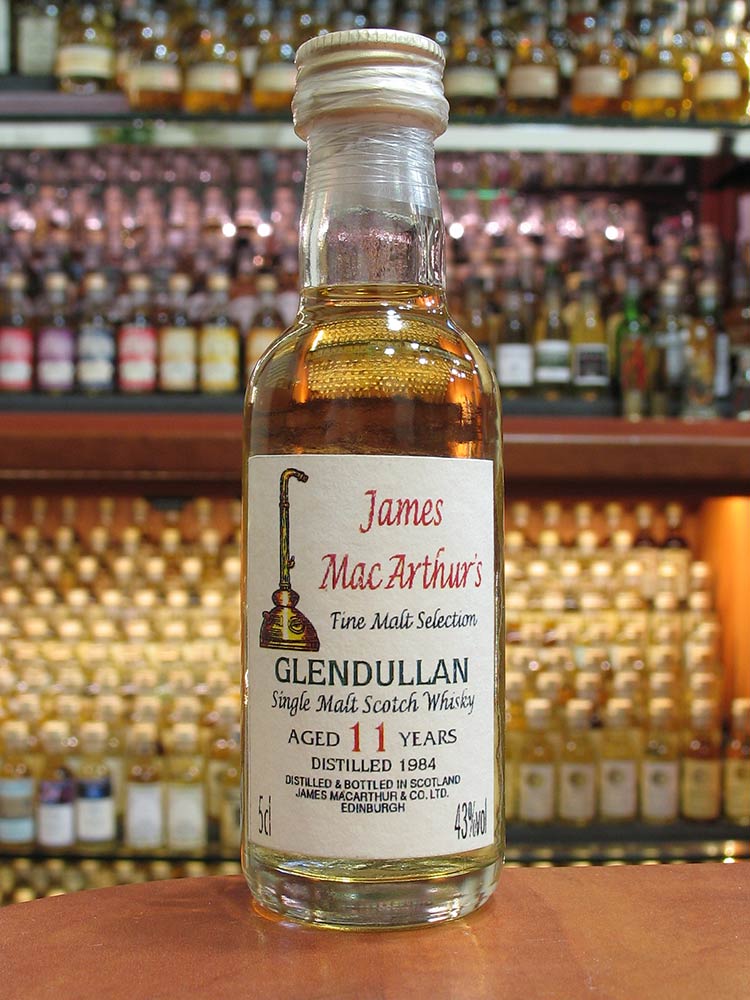 James
MacArthur's
Fine Malt Selection
GLENDULLAN
Single Malt Scotch Whisky
AGED 11 YEARS
DISTILLED 1984
DISTILLED & BOTTLED IN SCOTLAND
JAMES MACARTHUR & CO. LTD.
EDINBURGH
5cl 43%vol